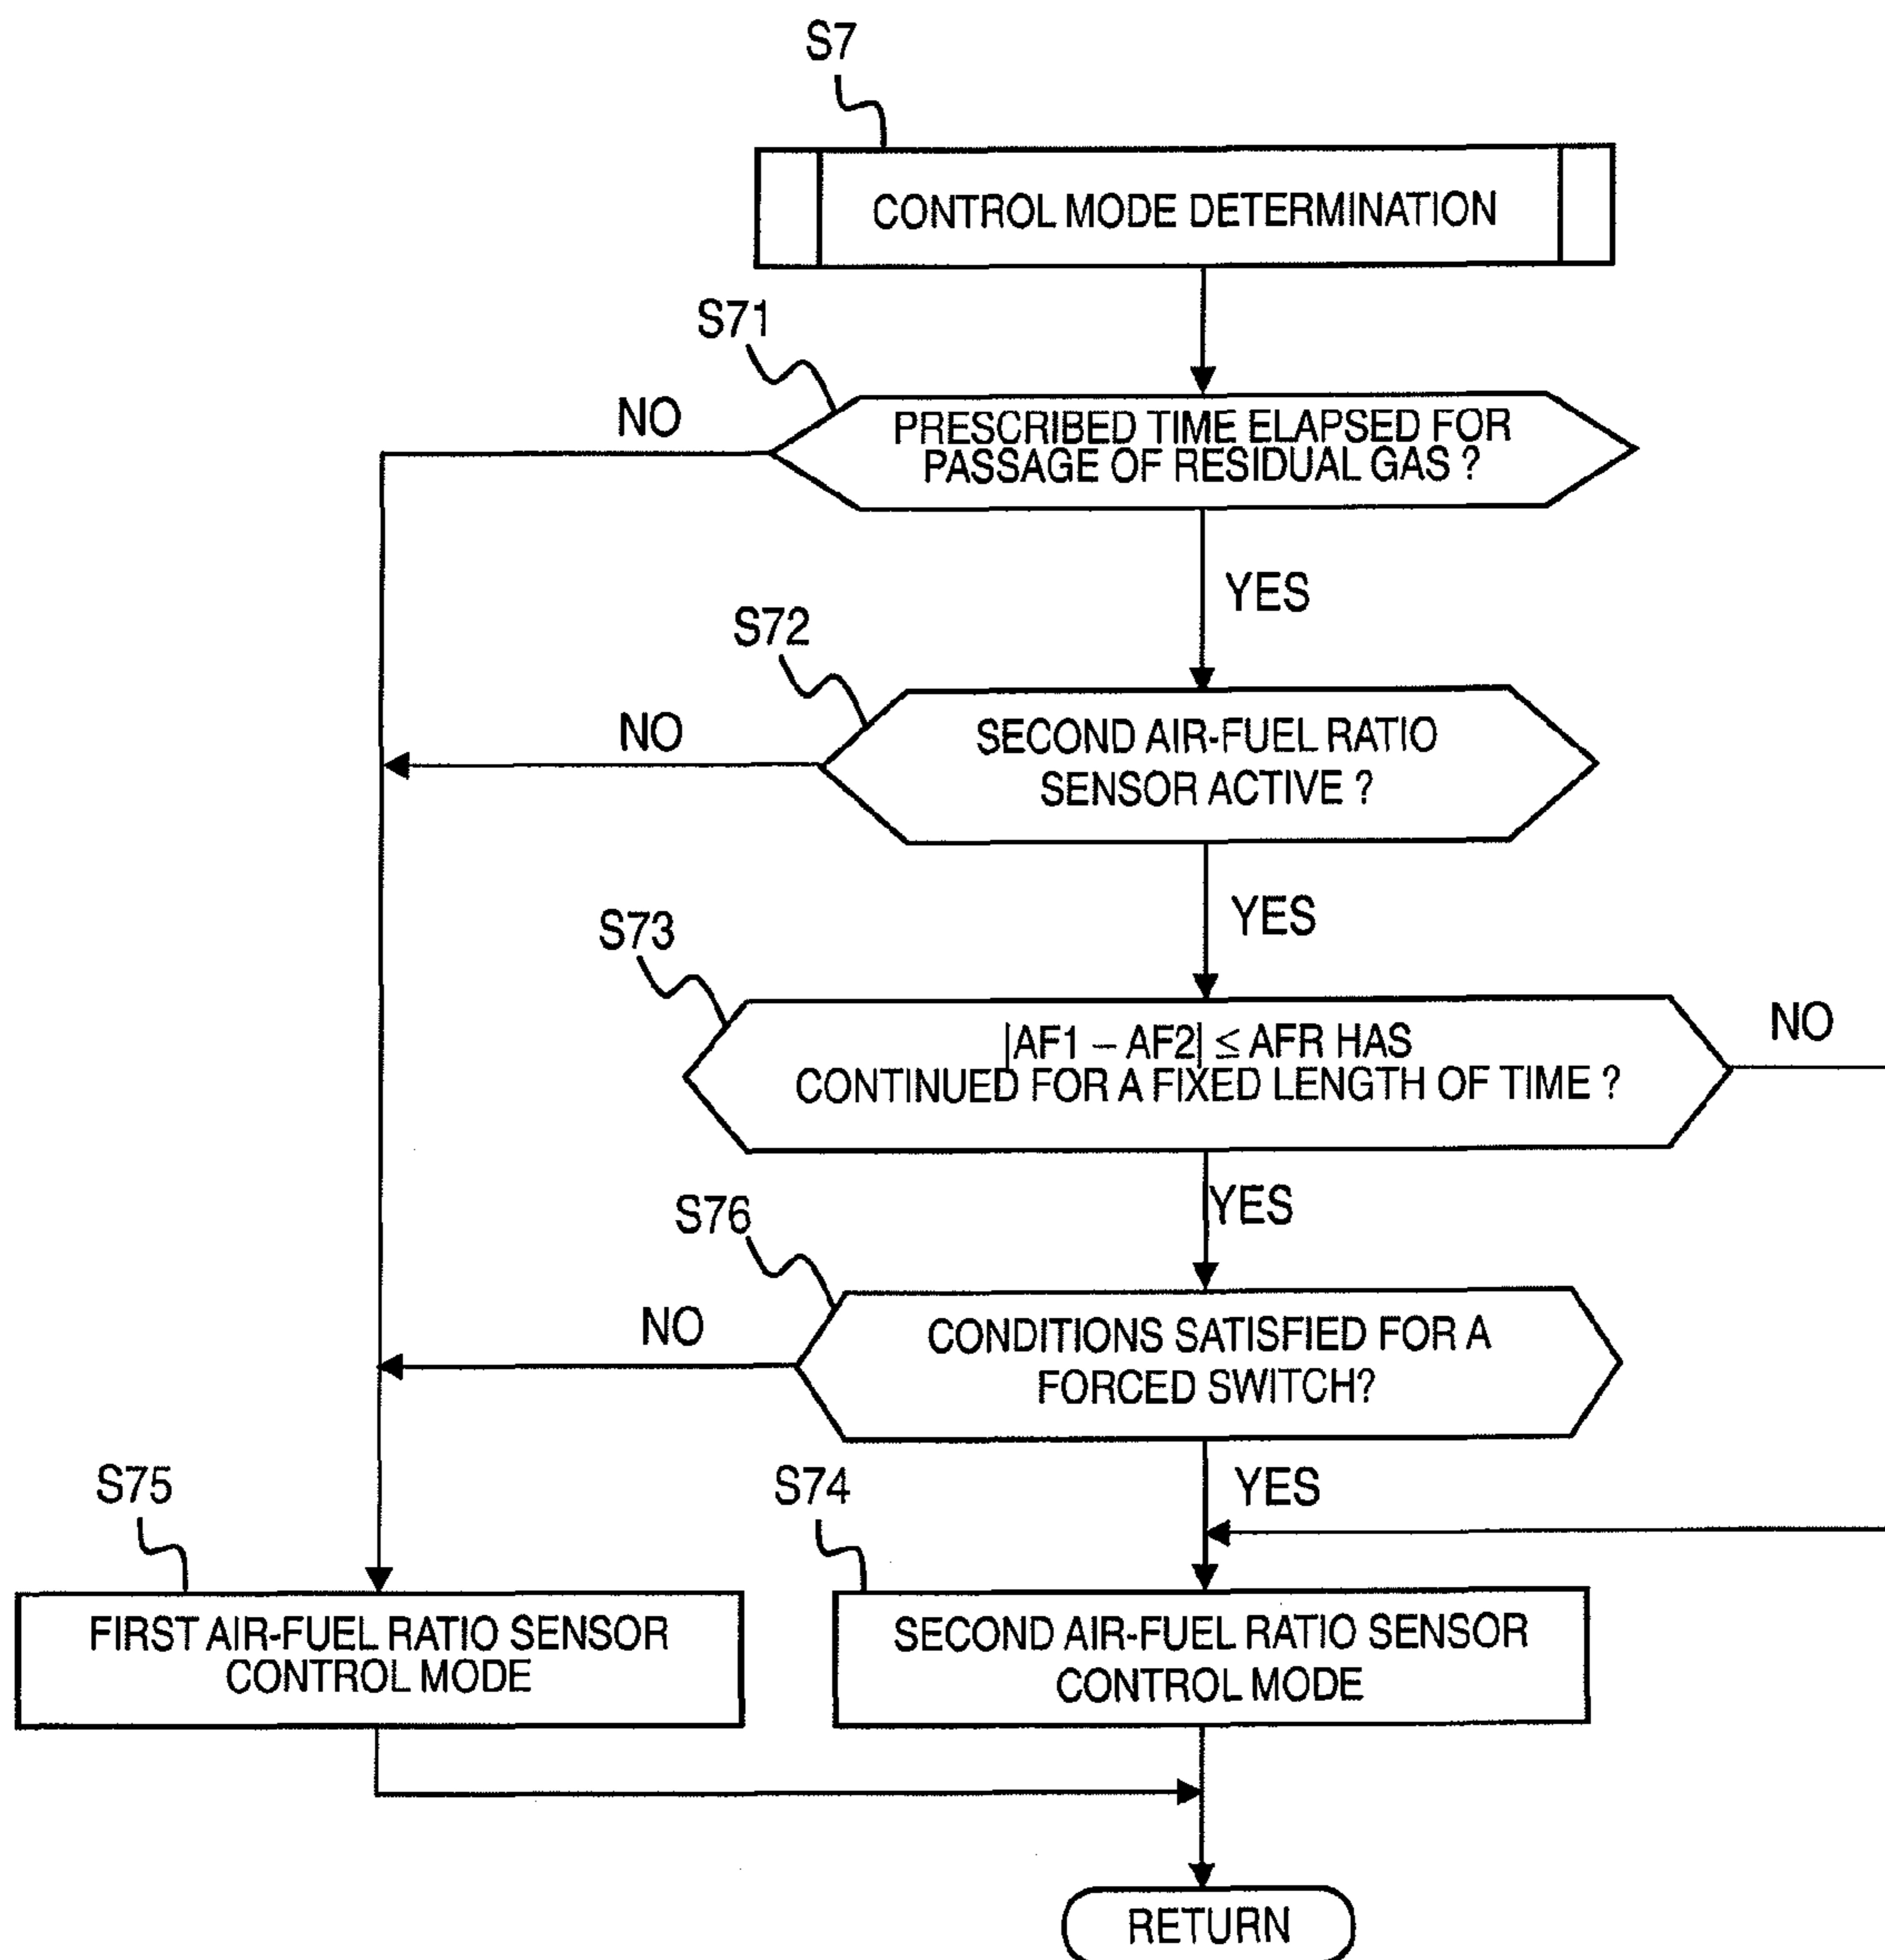 S7
CONTROL MODE DETERMINATION
S71
NO
PRESCRIBED TIME ELAPSED FOR
PASSAGE OF RESIDUAL GAS ?
YES
S72
NO
SECOND AIR-FUEL RATIO
SENSOR ACTIVE ?
YES
S73
|AF1 – AF2| ≤ AFR HAS
CONTINUED FOR A FIXED LENGTH OF TIME ?
NO
YES
S76
NO
CONDITIONS SATISFIED FOR A
FORCED SWITCH?
YES
S75
S74
FIRST AIR-FUEL RATIO SENSOR
CONTROL MODE
SECOND AIR-FUEL RATIO SENSOR
CONTROL MODE
RETURN